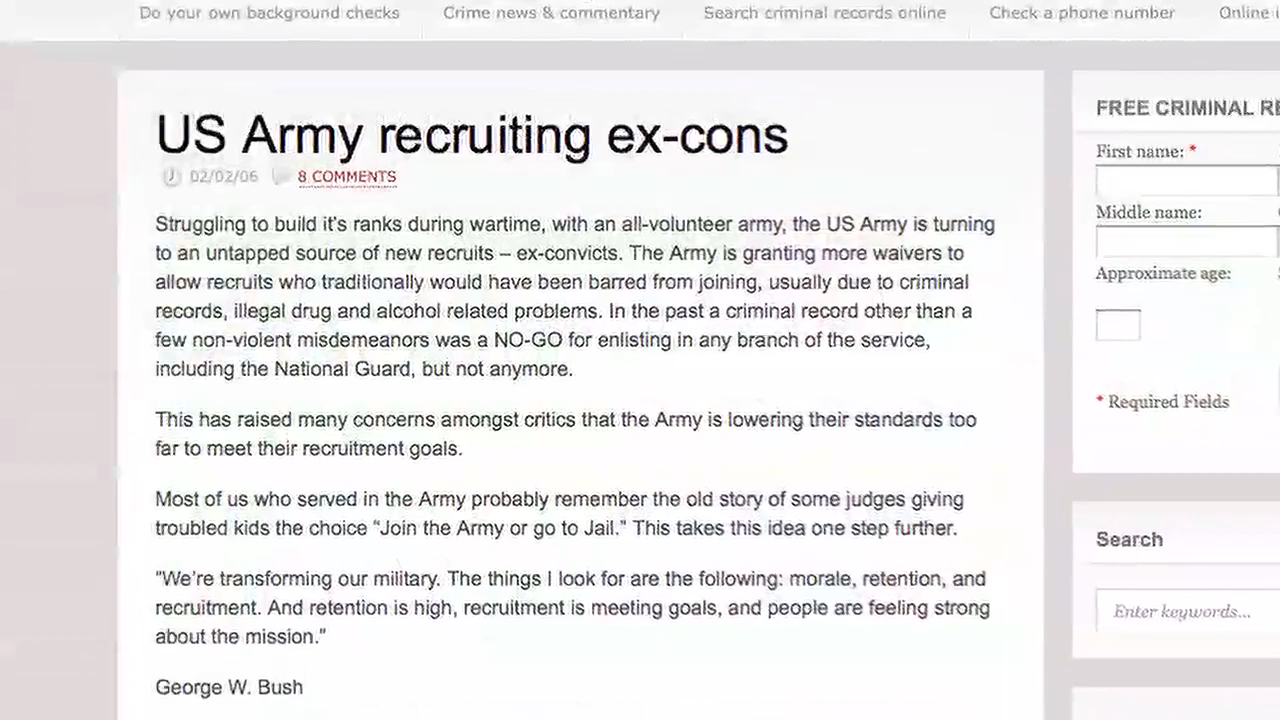 Do your own background checks Crime news & commentary Search criminal records online Check a phone number Online
US Army recruiting ex-cons
02/02/06 8 COMMENTS
Struggling to build it's ranks during wartime, with an all-volunteer army, the US Army is turning
to an untapped source of new recruits – ex-convicts. The Army is granting more waivers to
allow recruits who traditionally would have been barred from joining, usually due to criminal
records, illegal drug and alcohol related problems. In the past a criminal record other than a
few non-violent misdemeanors was a NO-GO for enlisting in any branch of the service,
including the National Guard, but not anymore.
This has raised many concerns amongst critics that the Army is lowering their standards too
far to meet their recruitment goals.
Most of us who served in the Army probably remember the old story of some judges giving
troubled kids the choice “Join the Army or go to Jail.” This takes this idea one step further.
"We're transforming our military. The things I look for are the following: morale, retention, and
recruitment. And retention is high, recruitment is meeting goals, and people are feeling strong
about the mission."
George W. Bush
FREE CRIMINAL
First name: *
Middle name:
Approximate age:
* Required Fields
Search
Enter keywords...